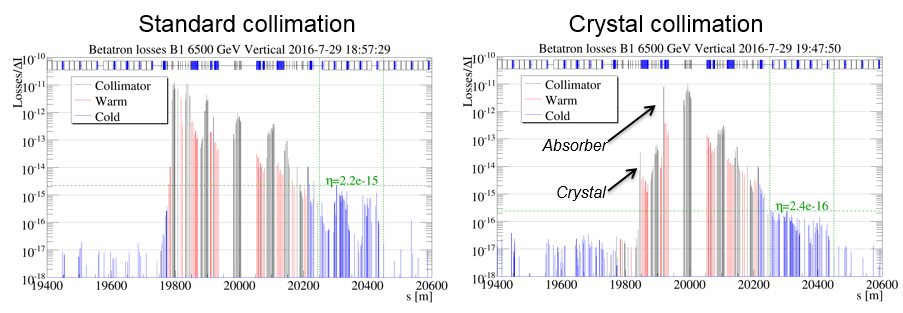 Standard collimation
Betatron losses B1 6500 GeV Vertical 2016-7-29 18:57:29
Losses/ΔI
10-10
10-11
10-12
10-13
10-14
10-15
10-16
10-17
10-18
Collimator
Warm
Cold
η=2.2e-15
19400 19600 19800 20000 20200 20400 20600
s [m]
Crystal collimation
Betatron losses B1 6500 GeV Vertical 2016-7-29 19:47:50
Losses/ΔI
10-10
10-11
10-12
10-13
10-14
10-15
10-16
10-17
10-18
Collimator
Warm
Cold
Absorber
Crystal
η=2.4e-16
19400 19600 19800 20000 20200 20400 20600
s [m]